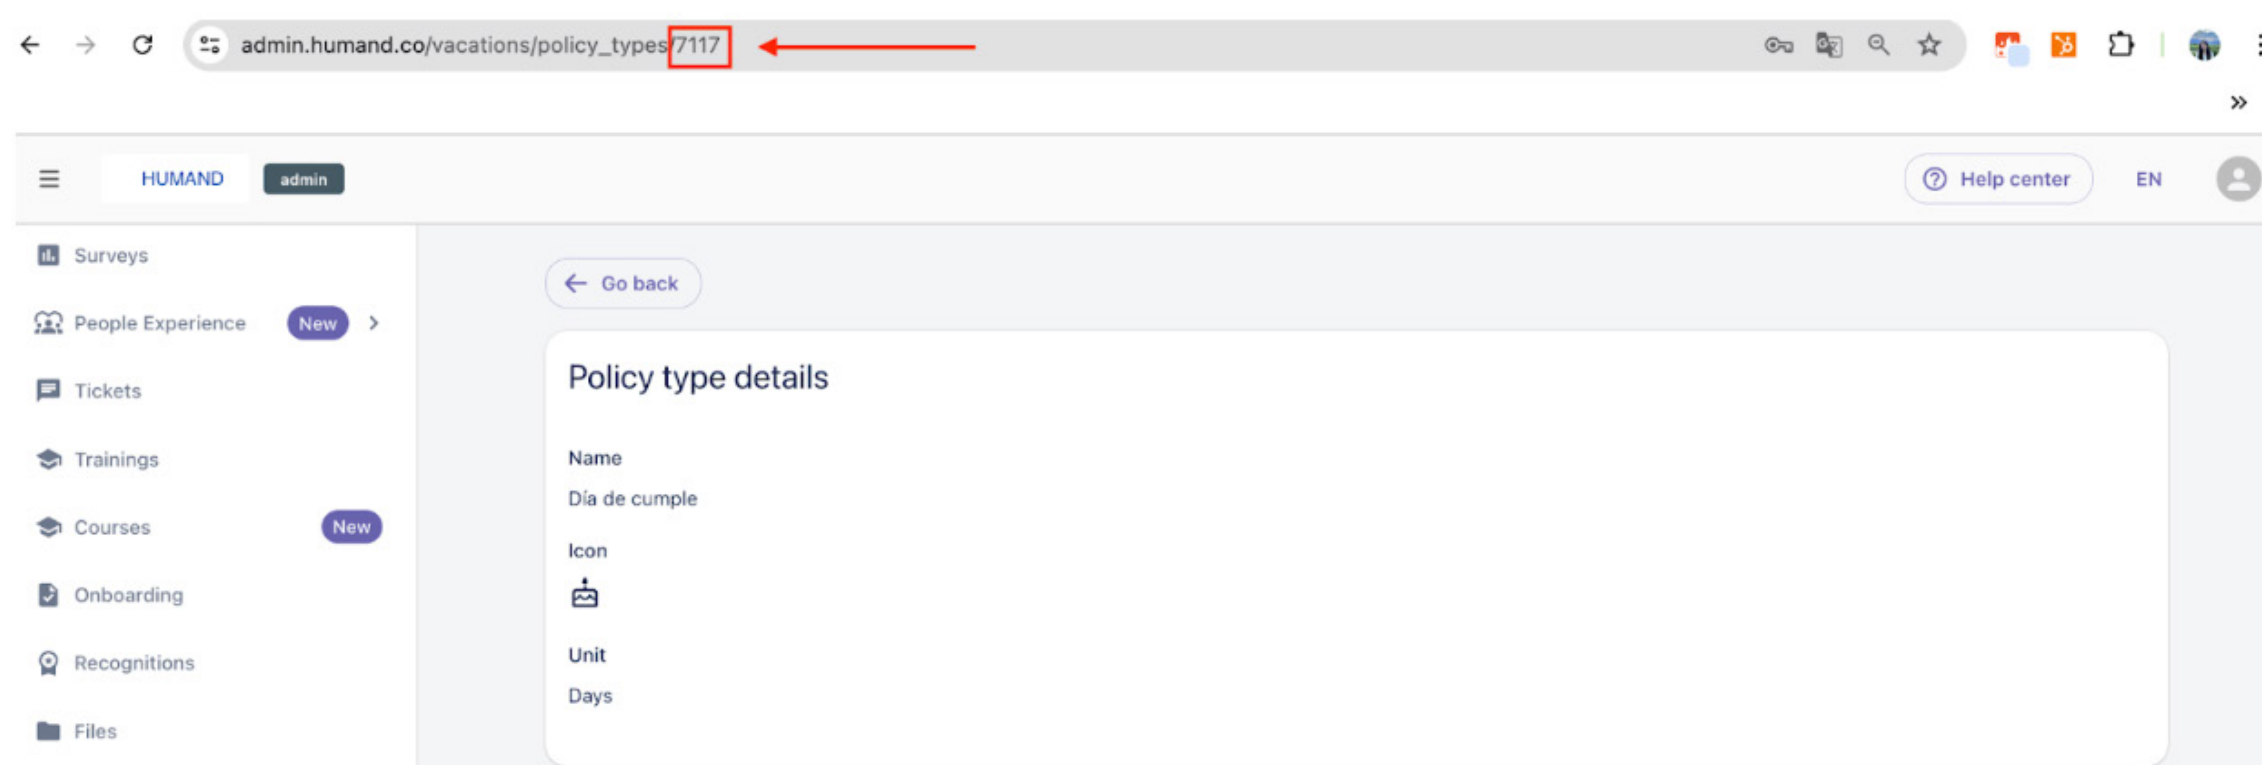 admin.humand.co/vacations/policy_types/7117
HUMAND admin Help center EN
Surveys
People Experience New
Tickets
Trainings
Courses New
Onboarding
Recognitions
Files
Go back
Policy type details
Name
Día de cumple
Icon
Unit
Days